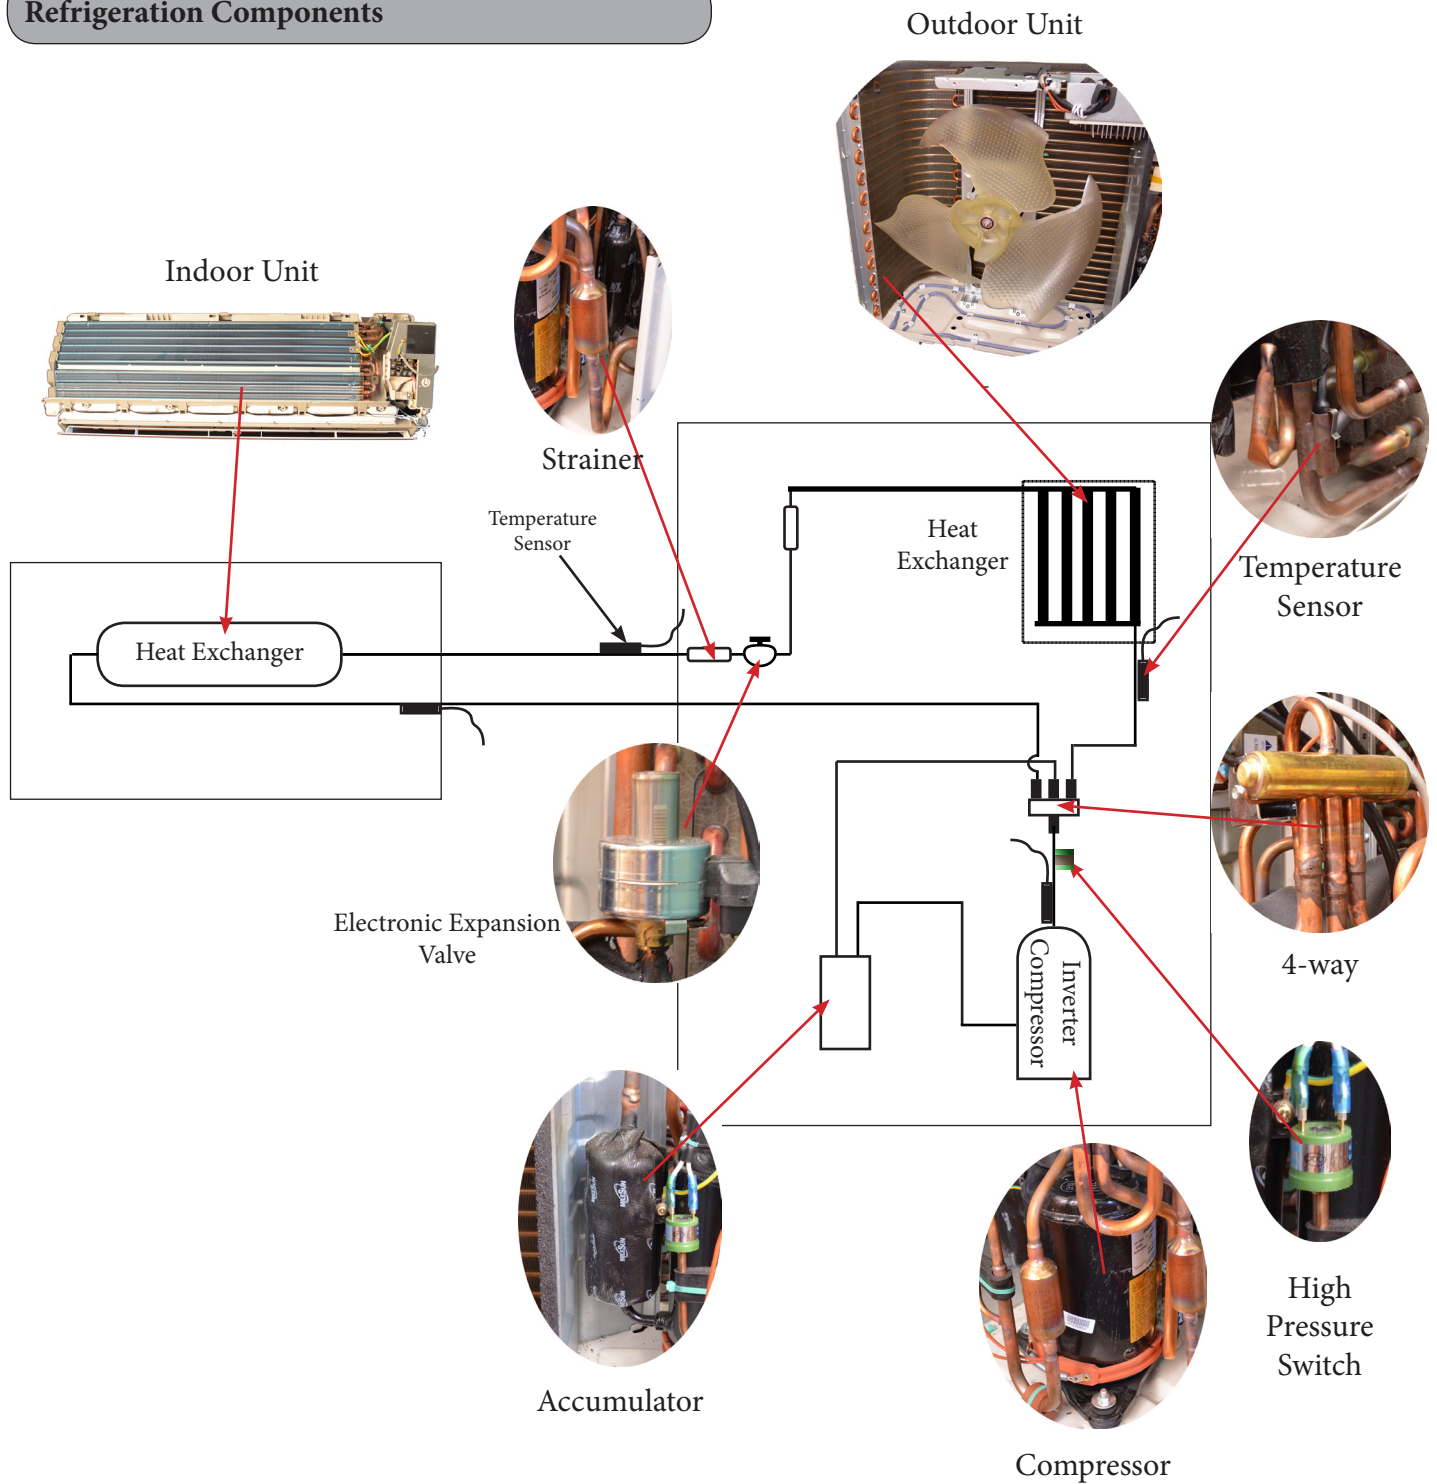 Refrigeration Components
Outdoor Unit
Indoor Unit
Strainer
Temperature
Sensor
Heat
Exchanger
Temperature
Sensor
Heat Exchanger
Electronic Expansion
Valve
4-way
Inverter
Compressor
High
Pressure
Switch
Accumulator
Compressor